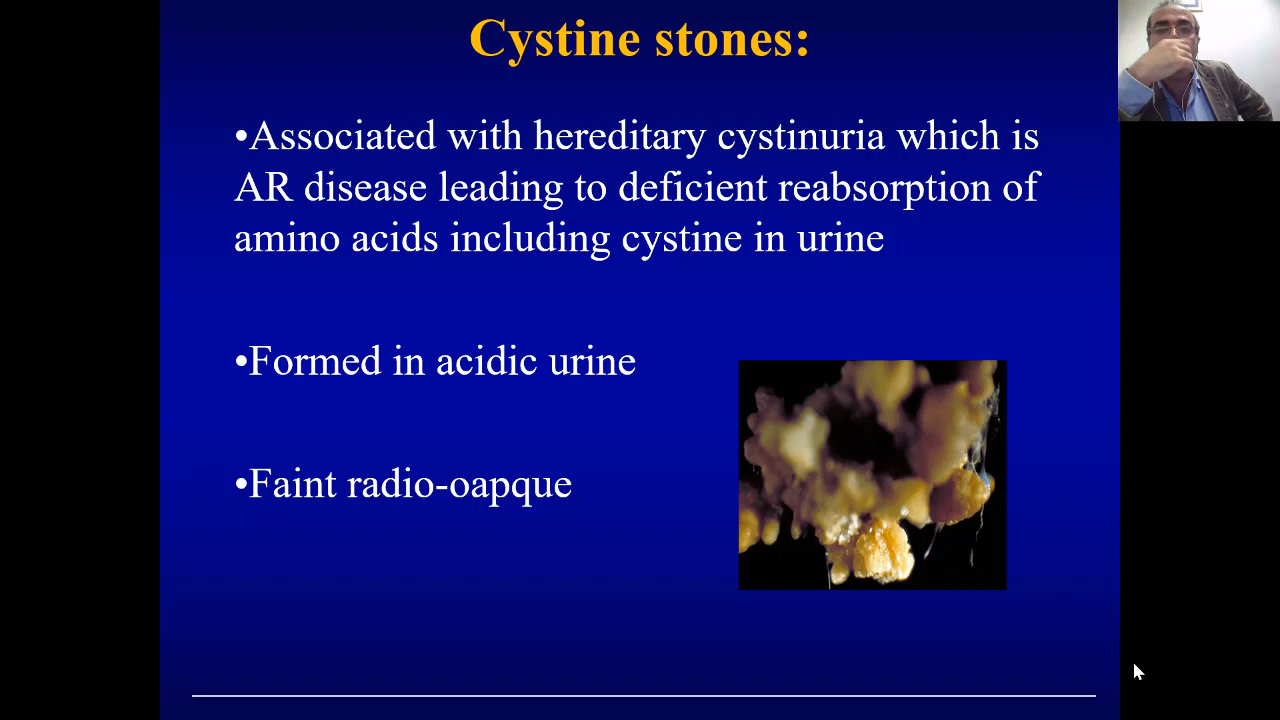 Cystine stones:
•Associated with hereditary cystinuria which is
AR disease leading to deficient reabsorption of
amino acids including cystine in urine
•Formed in acidic urine
•Faint radio-oapque